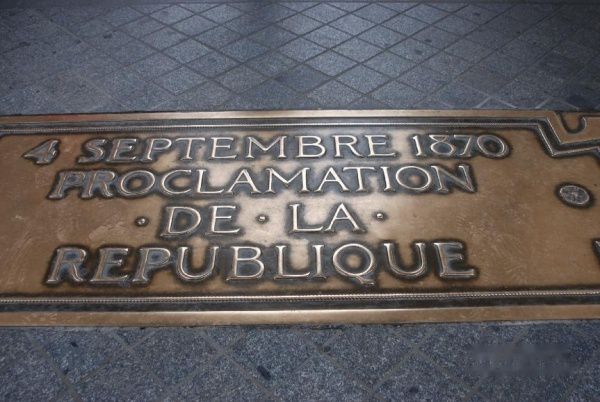 4 SEPTEMBRE 1870
PROCLAMATION
· DE · LA ·
REPUBLIQUE